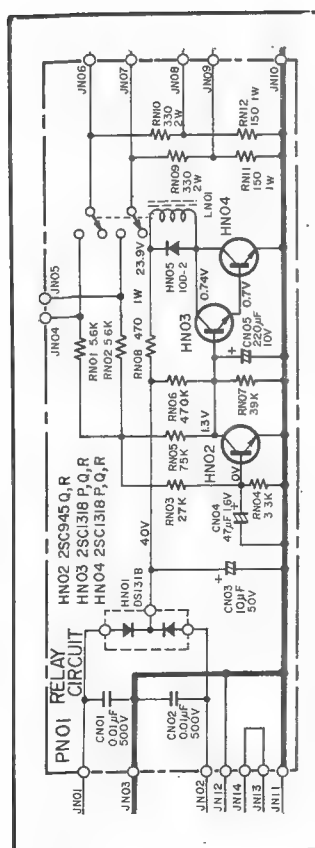 JN06
JN07
JN08
JN09
JN10
RN10
330
2W
RN12
150 1W
RN09
330
2W
RN11
150
1W
LN01
23.9V
HN05
10D-2
HN04
0.74V
0.7V
JN05
JN04
1W
RN01 5.6K
RN02 5.6K
RN08 470
HN03
CN05
220µF
10V
RN06
470K
RN07
39K
1.3V
RN05
75K
HN02
0V
RN03
27K
CN04
47µF 1.6V
RN04
3.3K
40V
CN03
10µF
50V
HN02 2SC945 Q,R
HN03 2SC1318 P,Q,R
HN04 2SC1318 P,Q,R
HN01
DS131B
PN01 RELAY
CIRCUIT
CN01
0.01µF
500V
CN02
0.01µF
500V
JN01
JN03
JN02
JN12
JN14
JN13
JN11